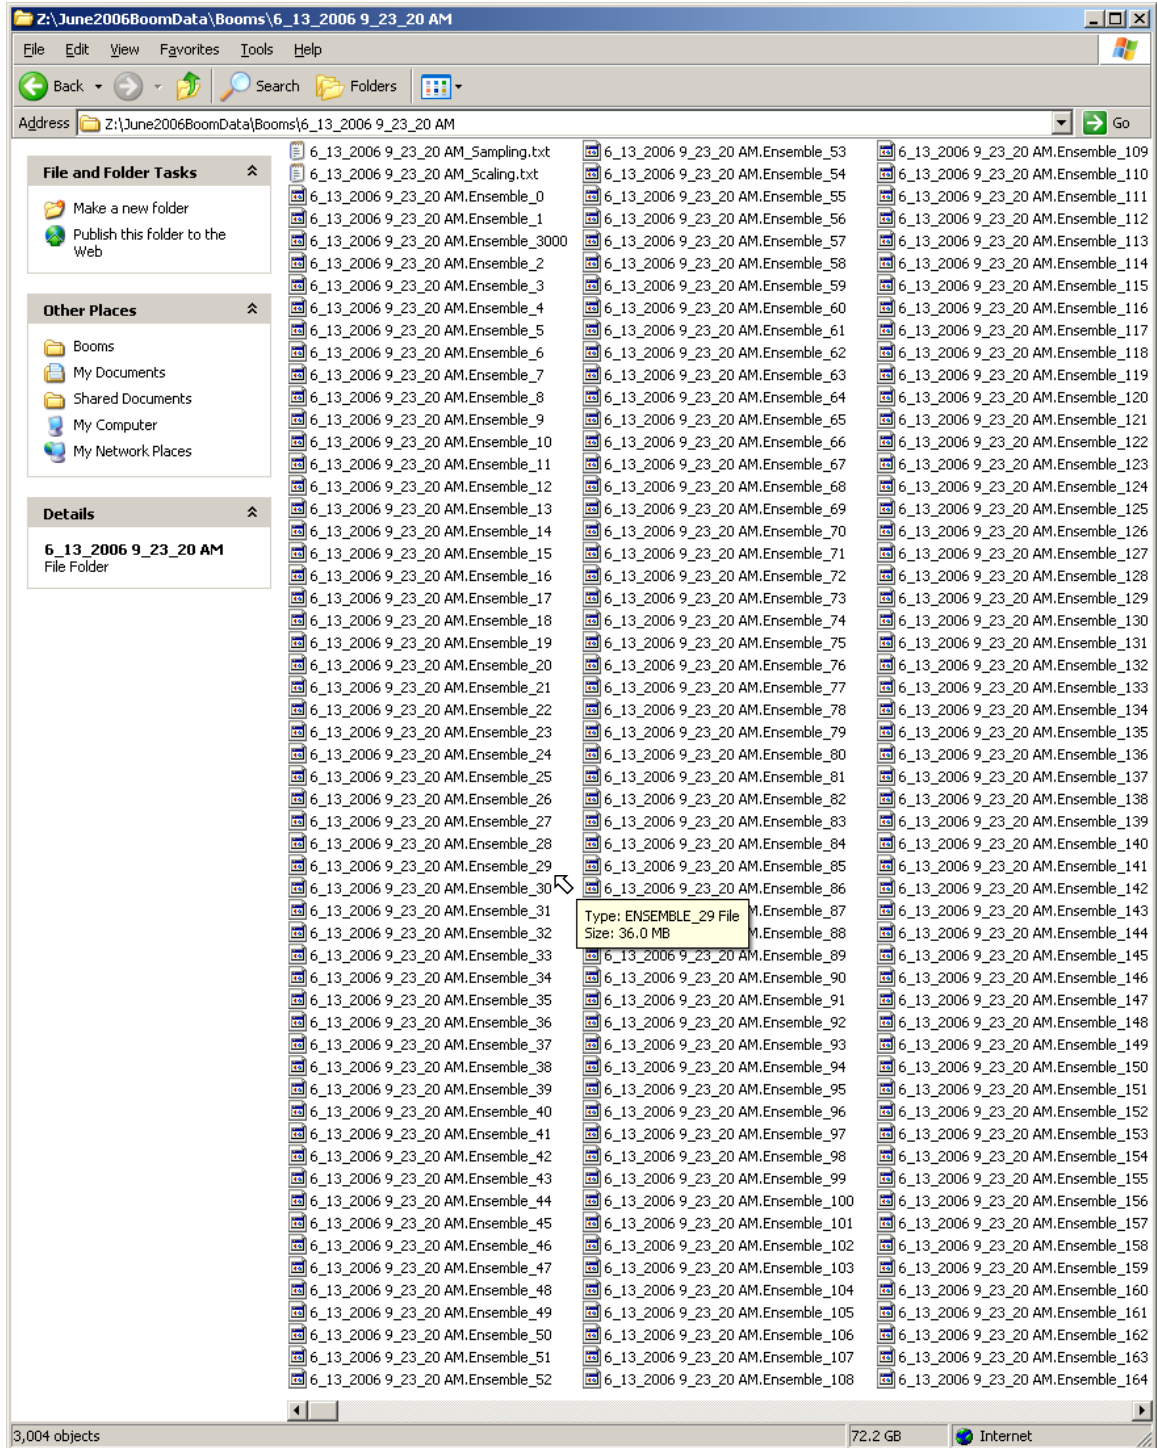 Z:\June2006BoomData\Booms\6_13_2006 9_23_20 AM
File Edit View Favorites Tools Help
Back Search Folders
Address Z:\June2006BoomData\Booms\6_13_2006 9_23_20 AM Go
File and Folder Tasks
Make a new folder
Publish this folder to the
Web
Other Places
Booms
My Documents
Shared Documents
My Computer
My Network Places
Details
6_13_2006 9_23_20 AM
File Folder
6_13_2006 9_23_20 AM_Sampling.txt
6_13_2006 9_23_20 AM_Scaling.txt
6_13_2006 9_23_20 AM.Ensemble_0
6_13_2006 9_23_20 AM.Ensemble_1
6_13_2006 9_23_20 AM.Ensemble_3000
6_13_2006 9_23_20 AM.Ensemble_2
6_13_2006 9_23_20 AM.Ensemble_3
6_13_2006 9_23_20 AM.Ensemble_4
6_13_2006 9_23_20 AM.Ensemble_5
6_13_2006 9_23_20 AM.Ensemble_6
6_13_2006 9_23_20 AM.Ensemble_7
6_13_2006 9_23_20 AM.Ensemble_8
6_13_2006 9_23_20 AM.Ensemble_9
6_13_2006 9_23_20 AM.Ensemble_10
6_13_2006 9_23_20 AM.Ensemble_11
6_13_2006 9_23_20 AM.Ensemble_12
6_13_2006 9_23_20 AM.Ensemble_13
6_13_2006 9_23_20 AM.Ensemble_14
6_13_2006 9_23_20 AM.Ensemble_15
6_13_2006 9_23_20 AM.Ensemble_16
6_13_2006 9_23_20 AM.Ensemble_17
6_13_2006 9_23_20 AM.Ensemble_18
6_13_2006 9_23_20 AM.Ensemble_19
6_13_2006 9_23_20 AM.Ensemble_20
6_13_2006 9_23_20 AM.Ensemble_21
6_13_2006 9_23_20 AM.Ensemble_22
6_13_2006 9_23_20 AM.Ensemble_23
6_13_2006 9_23_20 AM.Ensemble_24
6_13_2006 9_23_20 AM.Ensemble_25
6_13_2006 9_23_20 AM.Ensemble_26
6_13_2006 9_23_20 AM.Ensemble_27
6_13_2006 9_23_20 AM.Ensemble_28
6_13_2006 9_23_20 AM.Ensemble_29
6_13_2006 9_23_20 AM.Ensemble_30
6_13_2006 9_23_20 AM.Ensemble_31
6_13_2006 9_23_20 AM.Ensemble_32
6_13_2006 9_23_20 AM.Ensemble_33
6_13_2006 9_23_20 AM.Ensemble_34
6_13_2006 9_23_20 AM.Ensemble_35
6_13_2006 9_23_20 AM.Ensemble_36
6_13_2006 9_23_20 AM.Ensemble_37
6_13_2006 9_23_20 AM.Ensemble_38
6_13_2006 9_23_20 AM.Ensemble_39
6_13_2006 9_23_20 AM.Ensemble_40
6_13_2006 9_23_20 AM.Ensemble_41
6_13_2006 9_23_20 AM.Ensemble_42
6_13_2006 9_23_20 AM.Ensemble_43
6_13_2006 9_23_20 AM.Ensemble_44
6_13_2006 9_23_20 AM.Ensemble_45
6_13_2006 9_23_20 AM.Ensemble_46
6_13_2006 9_23_20 AM.Ensemble_47
6_13_2006 9_23_20 AM.Ensemble_48
6_13_2006 9_23_20 AM.Ensemble_49
6_13_2006 9_23_20 AM.Ensemble_50
6_13_2006 9_23_20 AM.Ensemble_51
6_13_2006 9_23_20 AM.Ensemble_52
6_13_2006 9_23_20 AM.Ensemble_53
6_13_2006 9_23_20 AM.Ensemble_54
6_13_2006 9_23_20 AM.Ensemble_55
6_13_2006 9_23_20 AM.Ensemble_56
6_13_2006 9_23_20 AM.Ensemble_57
6_13_2006 9_23_20 AM.Ensemble_58
6_13_2006 9_23_20 AM.Ensemble_59
6_13_2006 9_23_20 AM.Ensemble_60
6_13_2006 9_23_20 AM.Ensemble_61
6_13_2006 9_23_20 AM.Ensemble_62
6_13_2006 9_23_20 AM.Ensemble_63
6_13_2006 9_23_20 AM.Ensemble_64
6_13_2006 9_23_20 AM.Ensemble_65
6_13_2006 9_23_20 AM.Ensemble_66
6_13_2006 9_23_20 AM.Ensemble_67
6_13_2006 9_23_20 AM.Ensemble_68
6_13_2006 9_23_20 AM.Ensemble_69
6_13_2006 9_23_20 AM.Ensemble_70
6_13_2006 9_23_20 AM.Ensemble_71
6_13_2006 9_23_20 AM.Ensemble_72
6_13_2006 9_23_20 AM.Ensemble_73
6_13_2006 9_23_20 AM.Ensemble_74
6_13_2006 9_23_20 AM.Ensemble_75
6_13_2006 9_23_20 AM.Ensemble_76
6_13_2006 9_23_20 AM.Ensemble_77
6_13_2006 9_23_20 AM.Ensemble_78
6_13_2006 9_23_20 AM.Ensemble_79
6_13_2006 9_23_20 AM.Ensemble_80
6_13_2006 9_23_20 AM.Ensemble_81
6_13_2006 9_23_20 AM.Ensemble_82
6_13_2006 9_23_20 AM.Ensemble_83
6_13_2006 9_23_20 AM.Ensemble_84
6_13_2006 9_23_20 AM.Ensemble_85
6_13_2006 9_23_20 AM.Ensemble_86
Type: ENSEMBLE_29 File
Size: 36.0 MB
M.Ensemble_87
M.Ensemble_88
6_13_2006 9_23_20 AM.Ensemble_89
6_13_2006 9_23_20 AM.Ensemble_90
6_13_2006 9_23_20 AM.Ensemble_91
6_13_2006 9_23_20 AM.Ensemble_92
6_13_2006 9_23_20 AM.Ensemble_93
6_13_2006 9_23_20 AM.Ensemble_94
6_13_2006 9_23_20 AM.Ensemble_95
6_13_2006 9_23_20 AM.Ensemble_96
6_13_2006 9_23_20 AM.Ensemble_97
6_13_2006 9_23_20 AM.Ensemble_98
6_13_2006 9_23_20 AM.Ensemble_99
6_13_2006 9_23_20 AM.Ensemble_100
6_13_2006 9_23_20 AM.Ensemble_101
6_13_2006 9_23_20 AM.Ensemble_102
6_13_2006 9_23_20 AM.Ensemble_103
6_13_2006 9_23_20 AM.Ensemble_104
6_13_2006 9_23_20 AM.Ensemble_105
6_13_2006 9_23_20 AM.Ensemble_106
6_13_2006 9_23_20 AM.Ensemble_107
6_13_2006 9_23_20 AM.Ensemble_108
6_13_2006 9_23_20 AM.Ensemble_109
6_13_2006 9_23_20 AM.Ensemble_110
6_13_2006 9_23_20 AM.Ensemble_111
6_13_2006 9_23_20 AM.Ensemble_112
6_13_2006 9_23_20 AM.Ensemble_113
6_13_2006 9_23_20 AM.Ensemble_114
6_13_2006 9_23_20 AM.Ensemble_115
6_13_2006 9_23_20 AM.Ensemble_116
6_13_2006 9_23_20 AM.Ensemble_117
6_13_2006 9_23_20 AM.Ensemble_118
6_13_2006 9_23_20 AM.Ensemble_119
6_13_2006 9_23_20 AM.Ensemble_120
6_13_2006 9_23_20 AM.Ensemble_121
6_13_2006 9_23_20 AM.Ensemble_122
6_13_2006 9_23_20 AM.Ensemble_123
6_13_2006 9_23_20 AM.Ensemble_124
6_13_2006 9_23_20 AM.Ensemble_125
6_13_2006 9_23_20 AM.Ensemble_126
6_13_2006 9_23_20 AM.Ensemble_127
6_13_2006 9_23_20 AM.Ensemble_128
6_13_2006 9_23_20 AM.Ensemble_129
6_13_2006 9_23_20 AM.Ensemble_130
6_13_2006 9_23_20 AM.Ensemble_131
6_13_2006 9_23_20 AM.Ensemble_132
6_13_2006 9_23_20 AM.Ensemble_133
6_13_2006 9_23_20 AM.Ensemble_134
6_13_2006 9_23_20 AM.Ensemble_135
6_13_2006 9_23_20 AM.Ensemble_136
6_13_2006 9_23_20 AM.Ensemble_137
6_13_2006 9_23_20 AM.Ensemble_138
6_13_2006 9_23_20 AM.Ensemble_139
6_13_2006 9_23_20 AM.Ensemble_140
6_13_2006 9_23_20 AM.Ensemble_141
6_13_2006 9_23_20 AM.Ensemble_142
6_13_2006 9_23_20 AM.Ensemble_143
6_13_2006 9_23_20 AM.Ensemble_144
6_13_2006 9_23_20 AM.Ensemble_145
6_13_2006 9_23_20 AM.Ensemble_146
6_13_2006 9_23_20 AM.Ensemble_147
6_13_2006 9_23_20 AM.Ensemble_148
6_13_2006 9_23_20 AM.Ensemble_149
6_13_2006 9_23_20 AM.Ensemble_150
6_13_2006 9_23_20 AM.Ensemble_151
6_13_2006 9_23_20 AM.Ensemble_152
6_13_2006 9_23_20 AM.Ensemble_153
6_13_2006 9_23_20 AM.Ensemble_154
6_13_2006 9_23_20 AM.Ensemble_155
6_13_2006 9_23_20 AM.Ensemble_156
6_13_2006 9_23_20 AM.Ensemble_157
6_13_2006 9_23_20 AM.Ensemble_158
6_13_2006 9_23_20 AM.Ensemble_159
6_13_2006 9_23_20 AM.Ensemble_160
6_13_2006 9_23_20 AM.Ensemble_161
6_13_2006 9_23_20 AM.Ensemble_162
6_13_2006 9_23_20 AM.Ensemble_163
6_13_2006 9_23_20 AM.Ensemble_164
3,004 objects 72.2 GB Internet